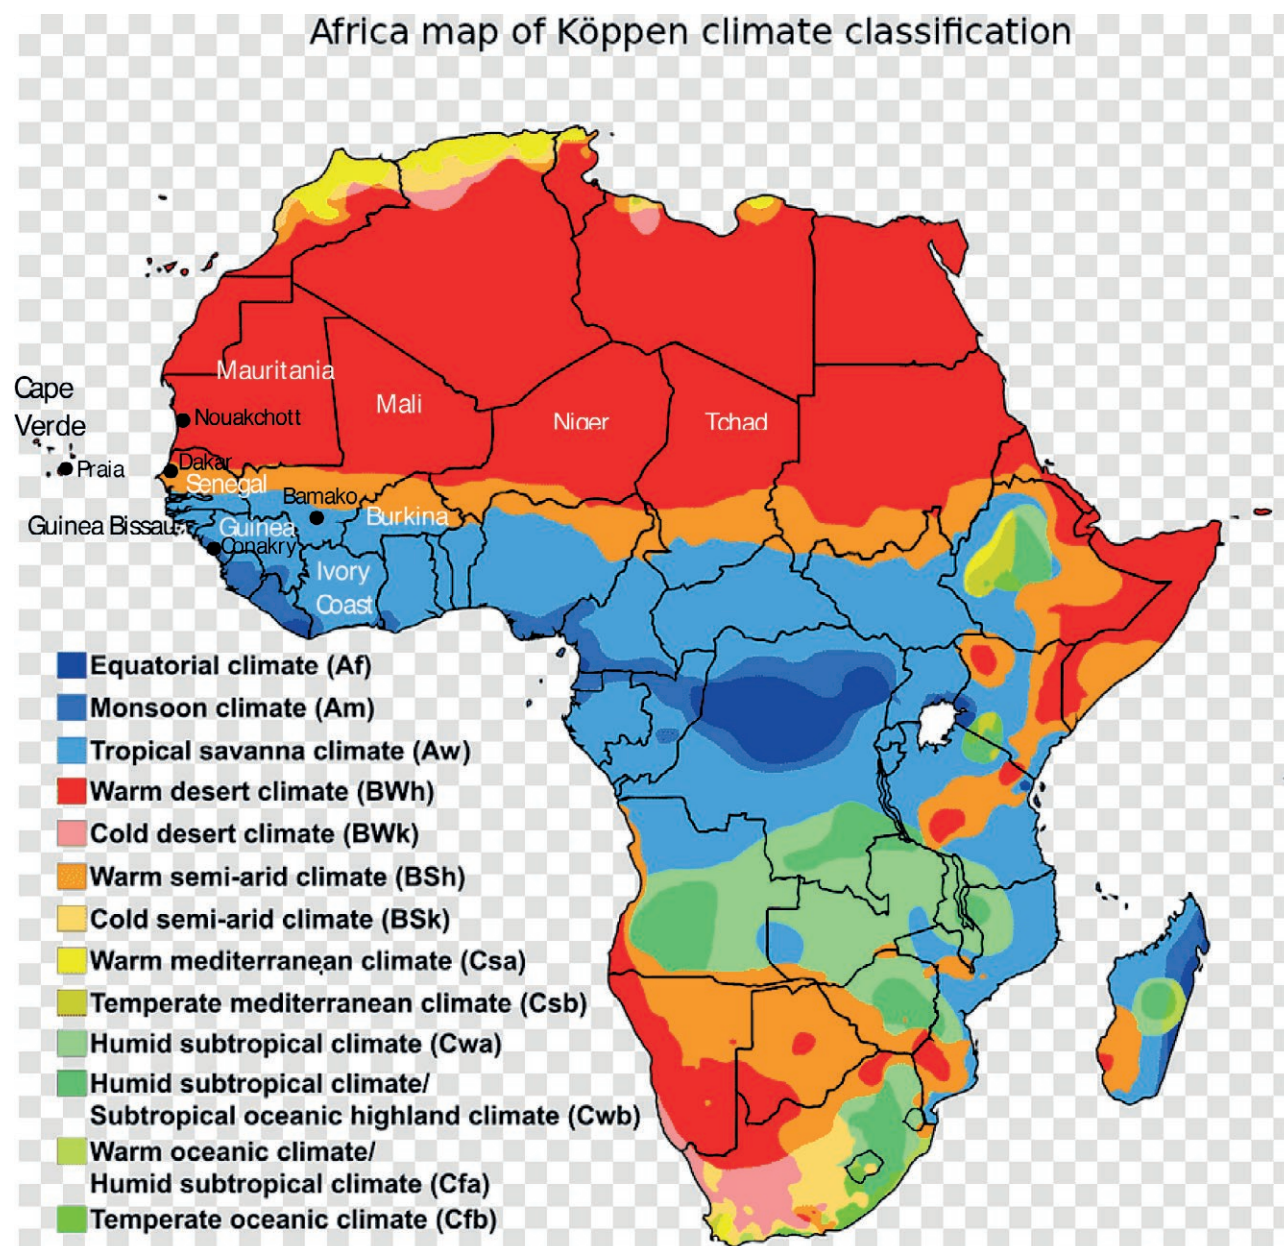 Africa map of Köppen climate classification
Mauritania
Cape
Verde
Mali
Nouakchott
Niger
Tchad
Dakar
Praia
Senegal
Bamako
Guinea Bissau
Guinea
Burkina
Conakry
Ivory
Coast
Equatorial climate (Af)
Monsoon climate (Am)
Tropical savanna climate (Aw)
Warm desert climate (BWh)
Cold desert climate (BWk)
Warm semi-arid climate (BSh)
Cold semi-arid climate (BSk)
Warm mediterranean climate (Csa)
Temperate mediterranean climate (Csb)
Humid subtropical climate (Cwa)
Humid subtropical climate/
Subtropical oceanic highland climate (Cwb)
Warm oceanic climate/
Humid subtropical climate (Cfa)
Temperate oceanic climate (Cfb)